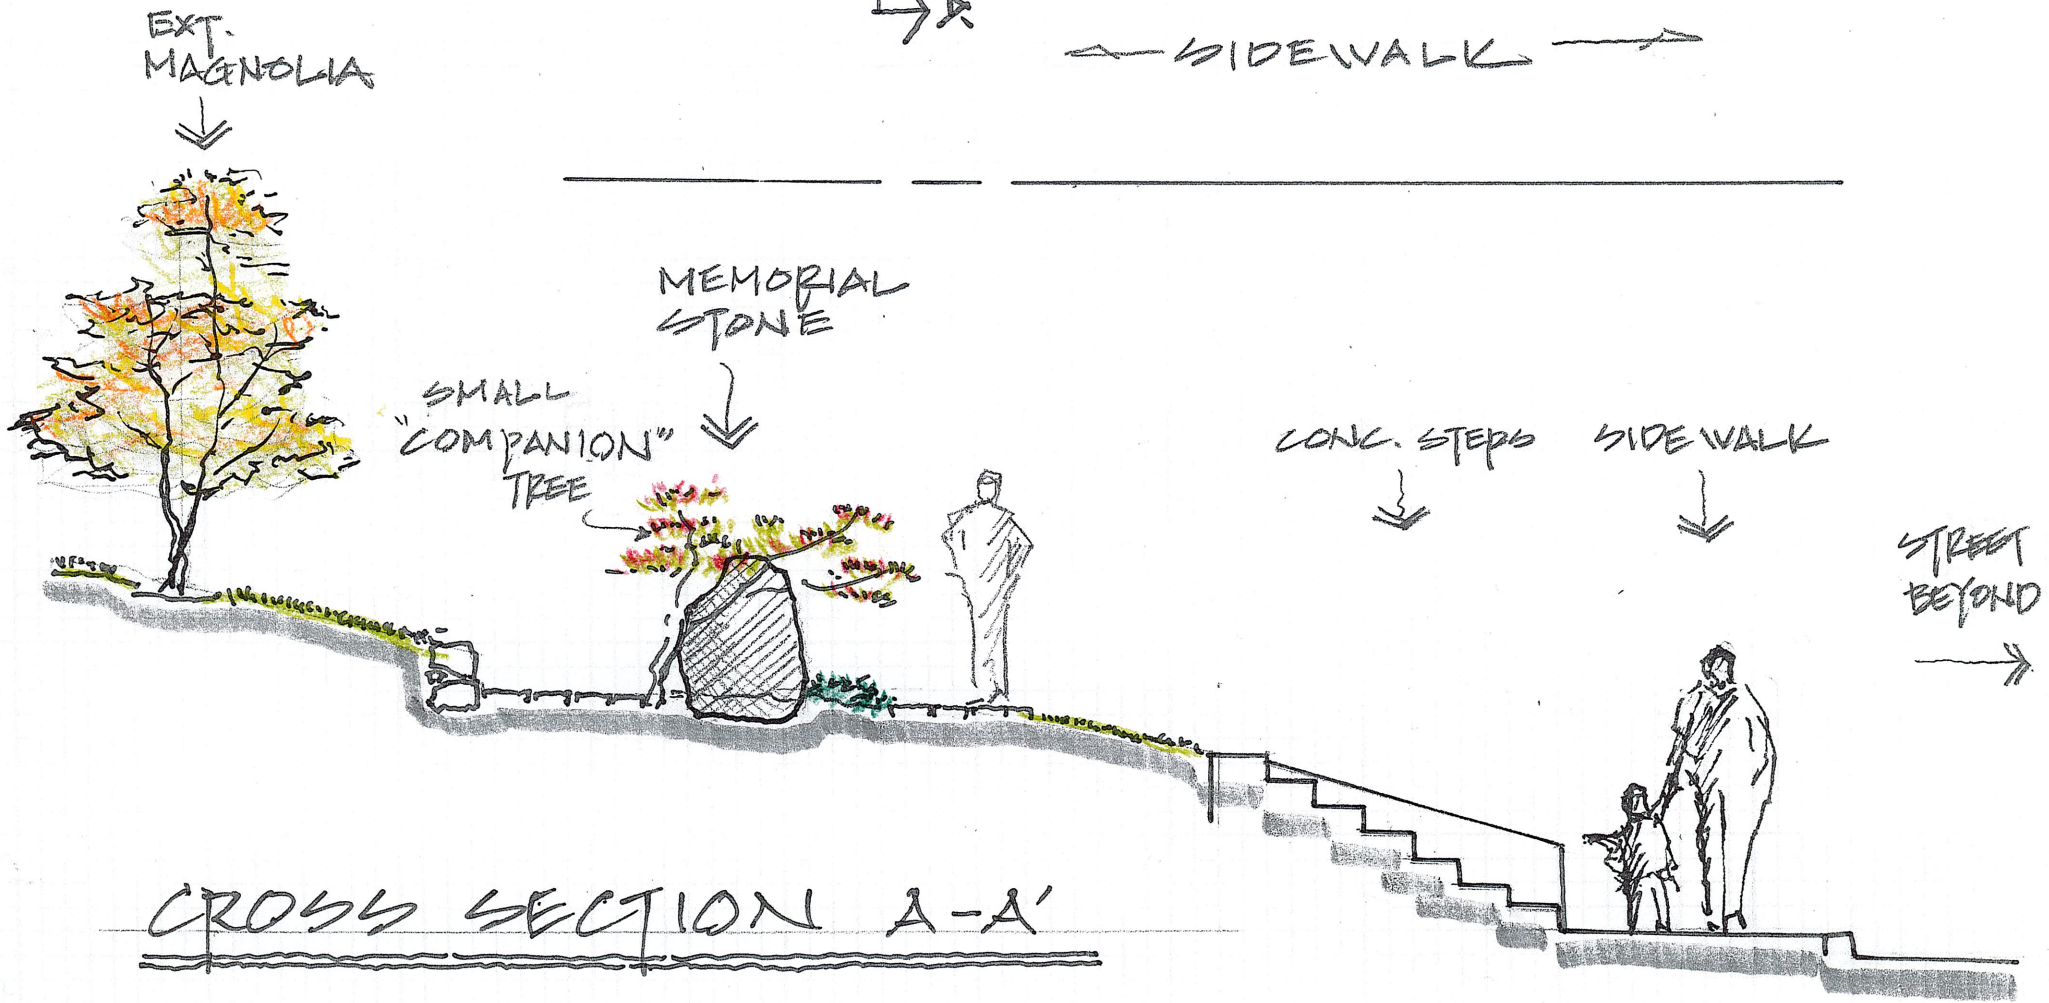 EXT.
MAGNOLIA
SIDEWALK
MEMORIAL
STONE
SMALL
"COMPANION"
TREE
CONC. STEPS
SIDEWALK
STREET
BEYOND
CROSS SECTION A-A'